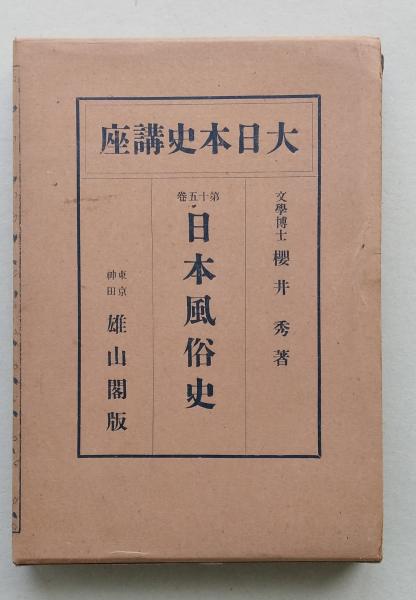 大日本史講座
文學博士 櫻井秀著
第十五卷
日本風俗史
東京神田 雄山閣版